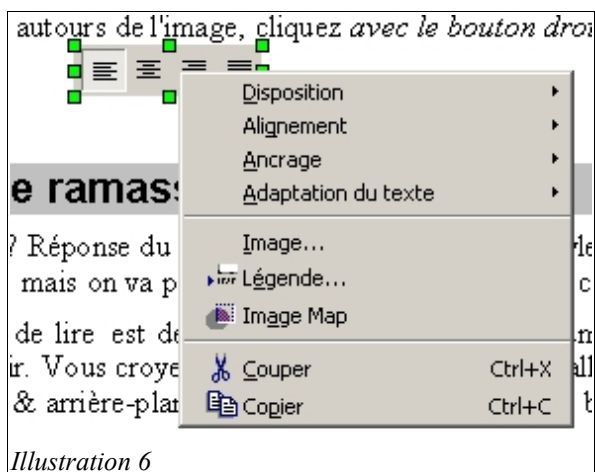 autours de l'image, cliquez avec le bouton droi
Disposition
Alignement
Ancrage
Adaptation du texte
e ramass
? Réponse du
Image...
mais on va p
Légende...
Image Map
de lire est de
ir. Vous croye
Couper Ctrl+X
& arrière-plan
Copier Ctrl+C
Illustration 6